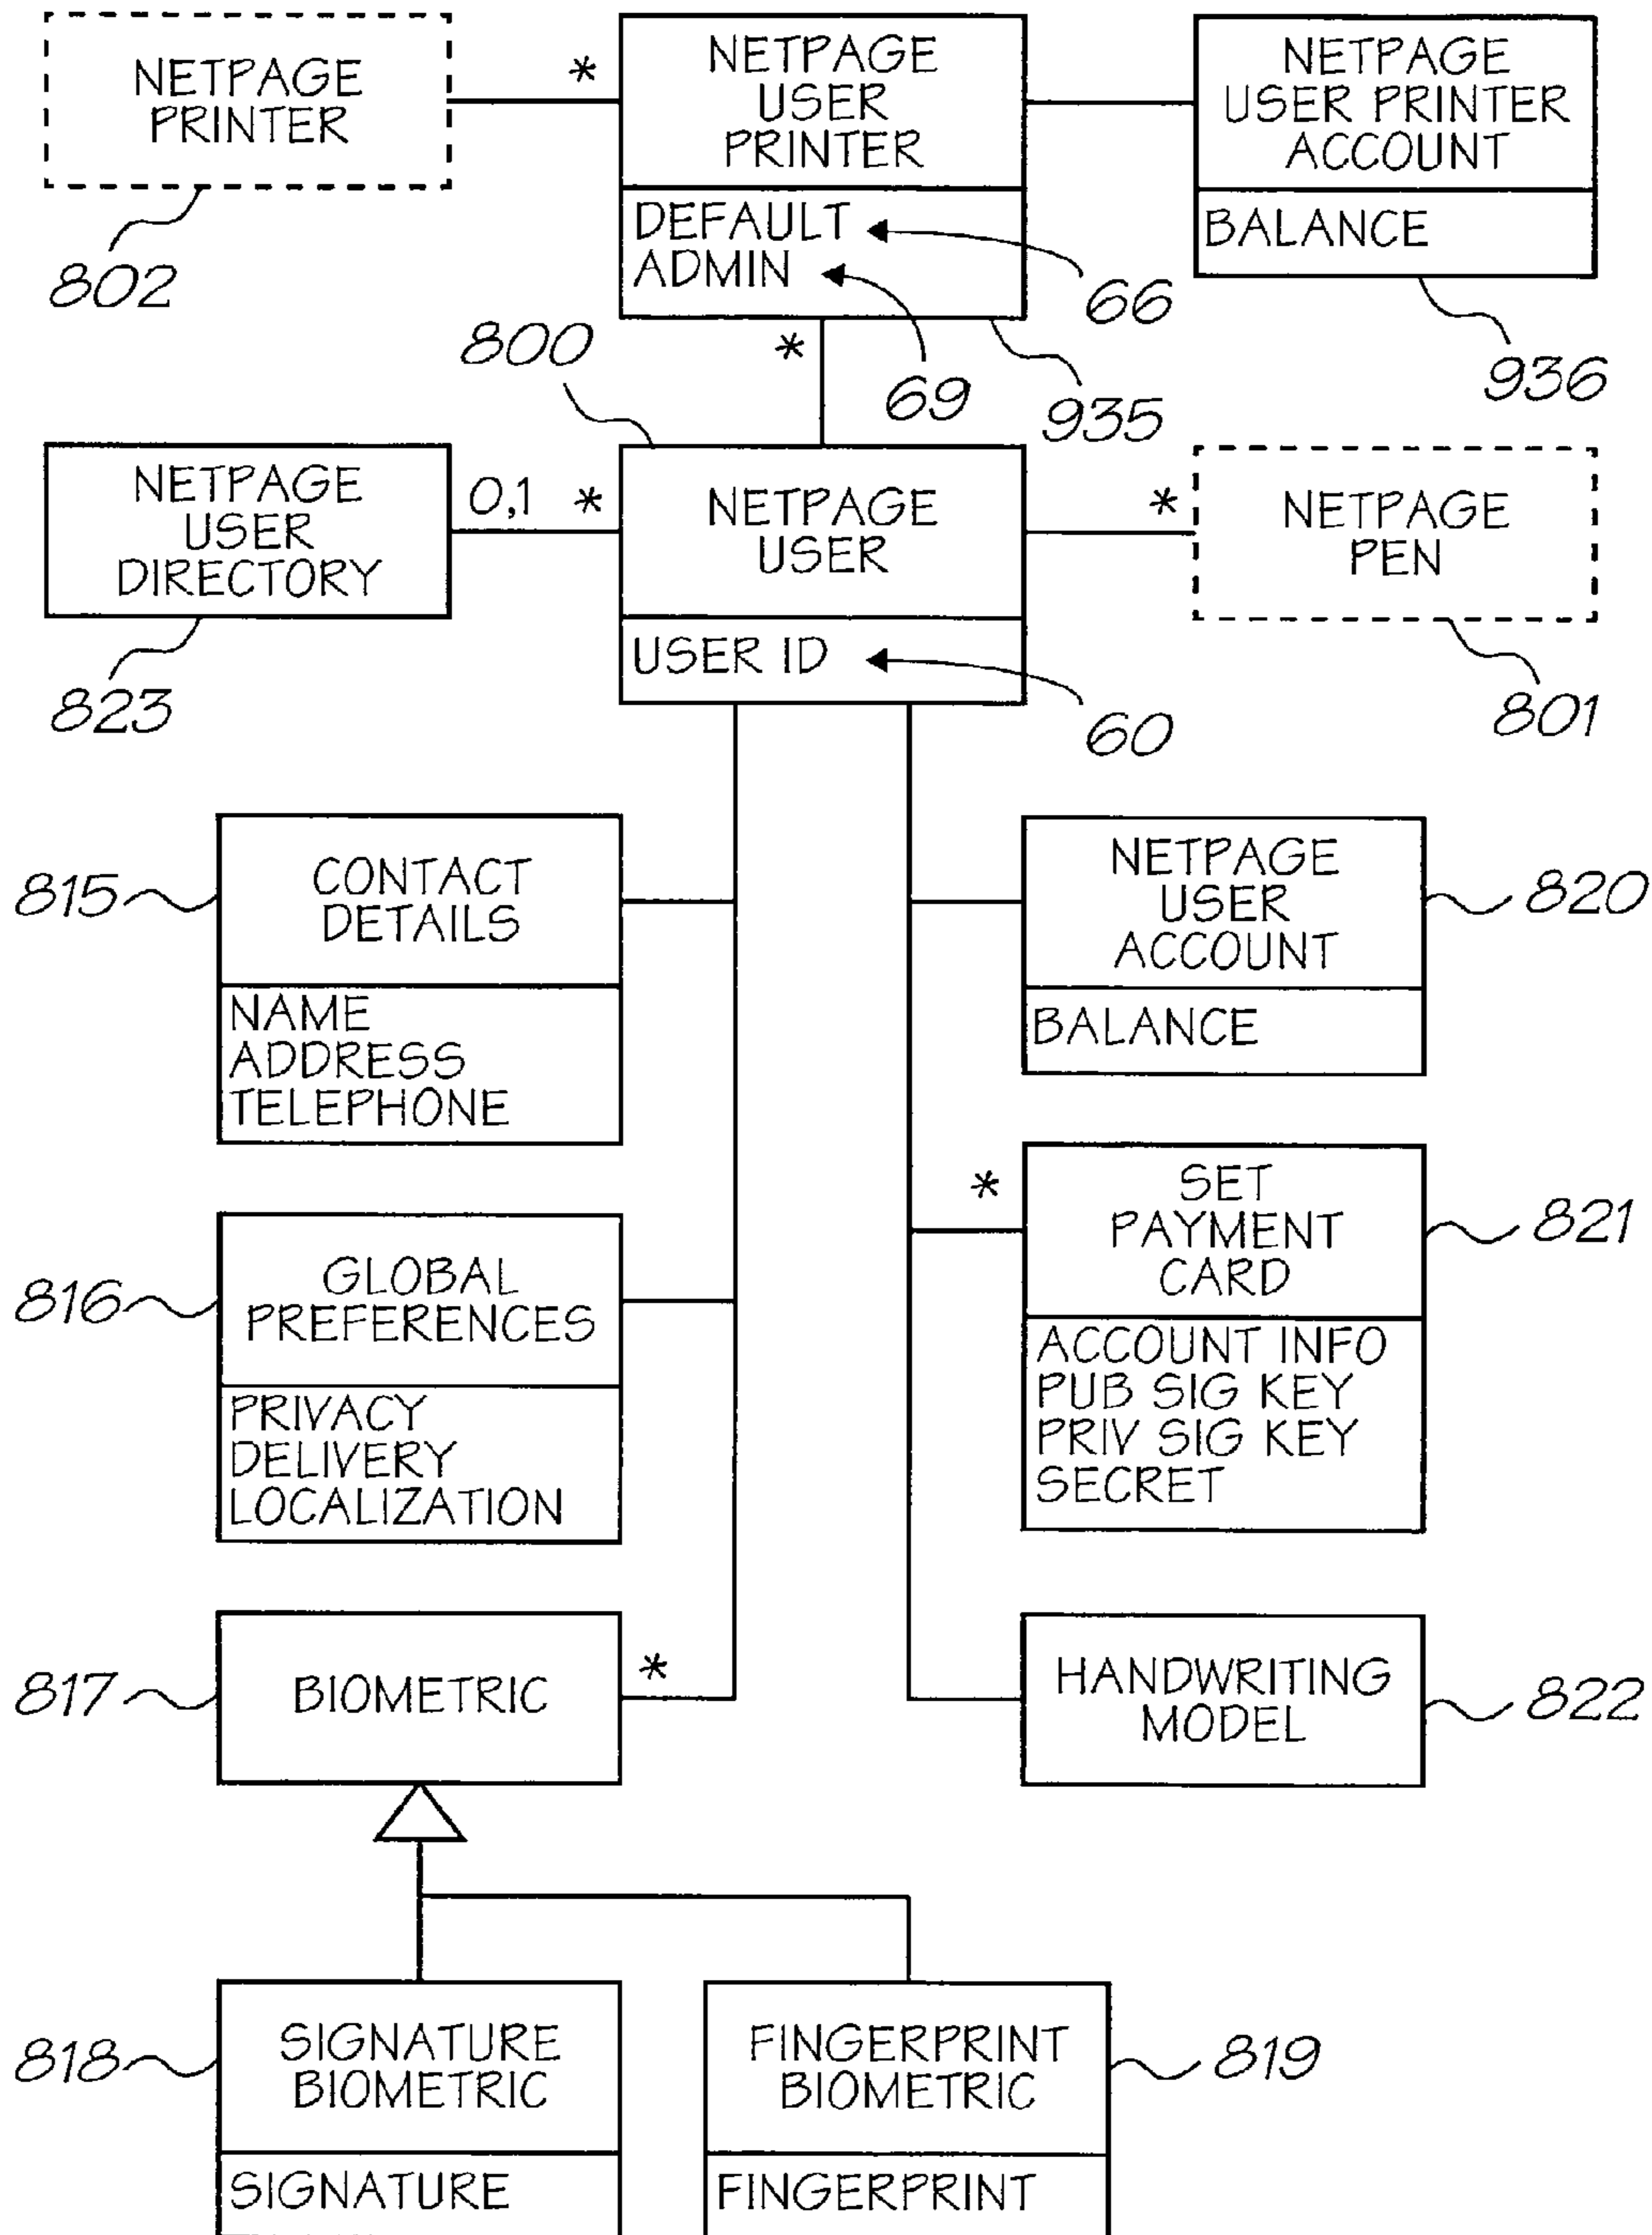 NETPAGE
PRINTER
802
*
NETPAGE
USER
PRINTER
DEFAULT
ADMIN
66
69
935
*
NETPAGE
USER PRINTER
ACCOUNT
BALANCE
936
800
NETPAGE
USER
DIRECTORY
823
0,1 *
NETPAGE
USER
USER ID
60
*
NETPAGE
PEN
801
815
CONTACT
DETAILS
NAME
ADDRESS
TELEPHONE
NETPAGE
USER
ACCOUNT
BALANCE
820
816
GLOBAL
PREFERENCES
PRIVACY
DELIVERY
LOCALIZATION
*
SET
PAYMENT
CARD
ACCOUNT INFO
PUB SIG KEY
PRIV SIG KEY
SECRET
821
817
BIOMETRIC
*
HANDWRITING
MODEL
822
818
SIGNATURE
BIOMETRIC
SIGNATURE
FINGERPRINT
BIOMETRIC
FINGERPRINT
819